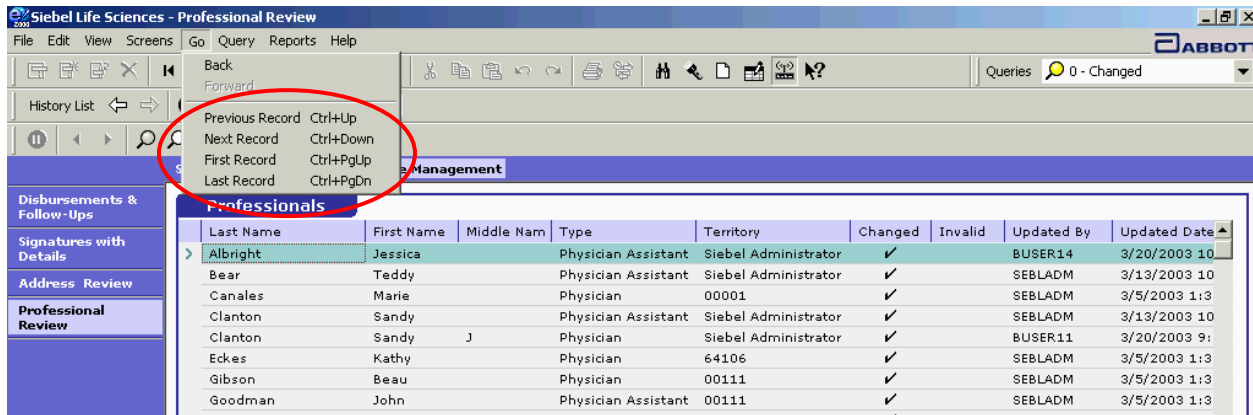 Siebel Life Sciences - Professional Review
File Edit View Screens Go Query Reports Help
ABBOTT
Back
Forward
Previous Record Ctrl+Up
Next Record Ctrl+Down
First Record Ctrl+PgUp
Last Record Ctrl+PgDn
Queries 0 - Changed
History List
Management
Disbursements &
Follow-Ups
Signatures with
Details
Address Review
Professional
Review
Professionals
Last Name First Name Middle Nam Type Territory Changed Invalid Updated By Updated Date
Albright Jessica Physician Assistant Siebel Administrator ✓ BUSER14 3/20/2003 10
Bear Teddy Physician Assistant Siebel Administrator ✓ SEBLADM 3/13/2003 10
Canales Marie Physician 00001 ✓ SEBLADM 3/5/2003 1:3
Clanton Sandy Physician Assistant Siebel Administrator ✓ SEBLADM 3/13/2003 10
Clanton Sandy J Physician Siebel Administrator ✓ BUSER11 3/20/2003 9:
Eckes Kathy Physician 64106 ✓ SEBLADM 3/5/2003 1:3
Gibson Beau Physician 00111 ✓ SEBLADM 3/5/2003 1:3
Goodman John Physician Assistant 00111 ✓ SEBLADM 3/5/2003 1:3